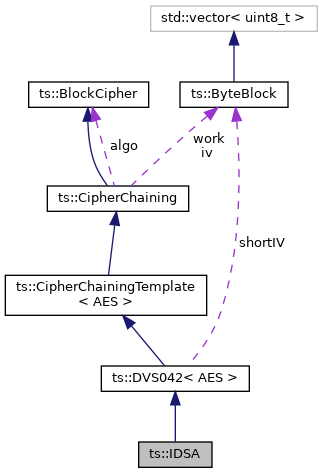 std::vector< uint8_t >
ts::BlockCipher
ts::ByteBlock
algo
work
iv
ts::CipherChaining
shortIV
ts::CipherChainingTemplate
< AES >
ts::DVS042< AES >
ts::IDSA